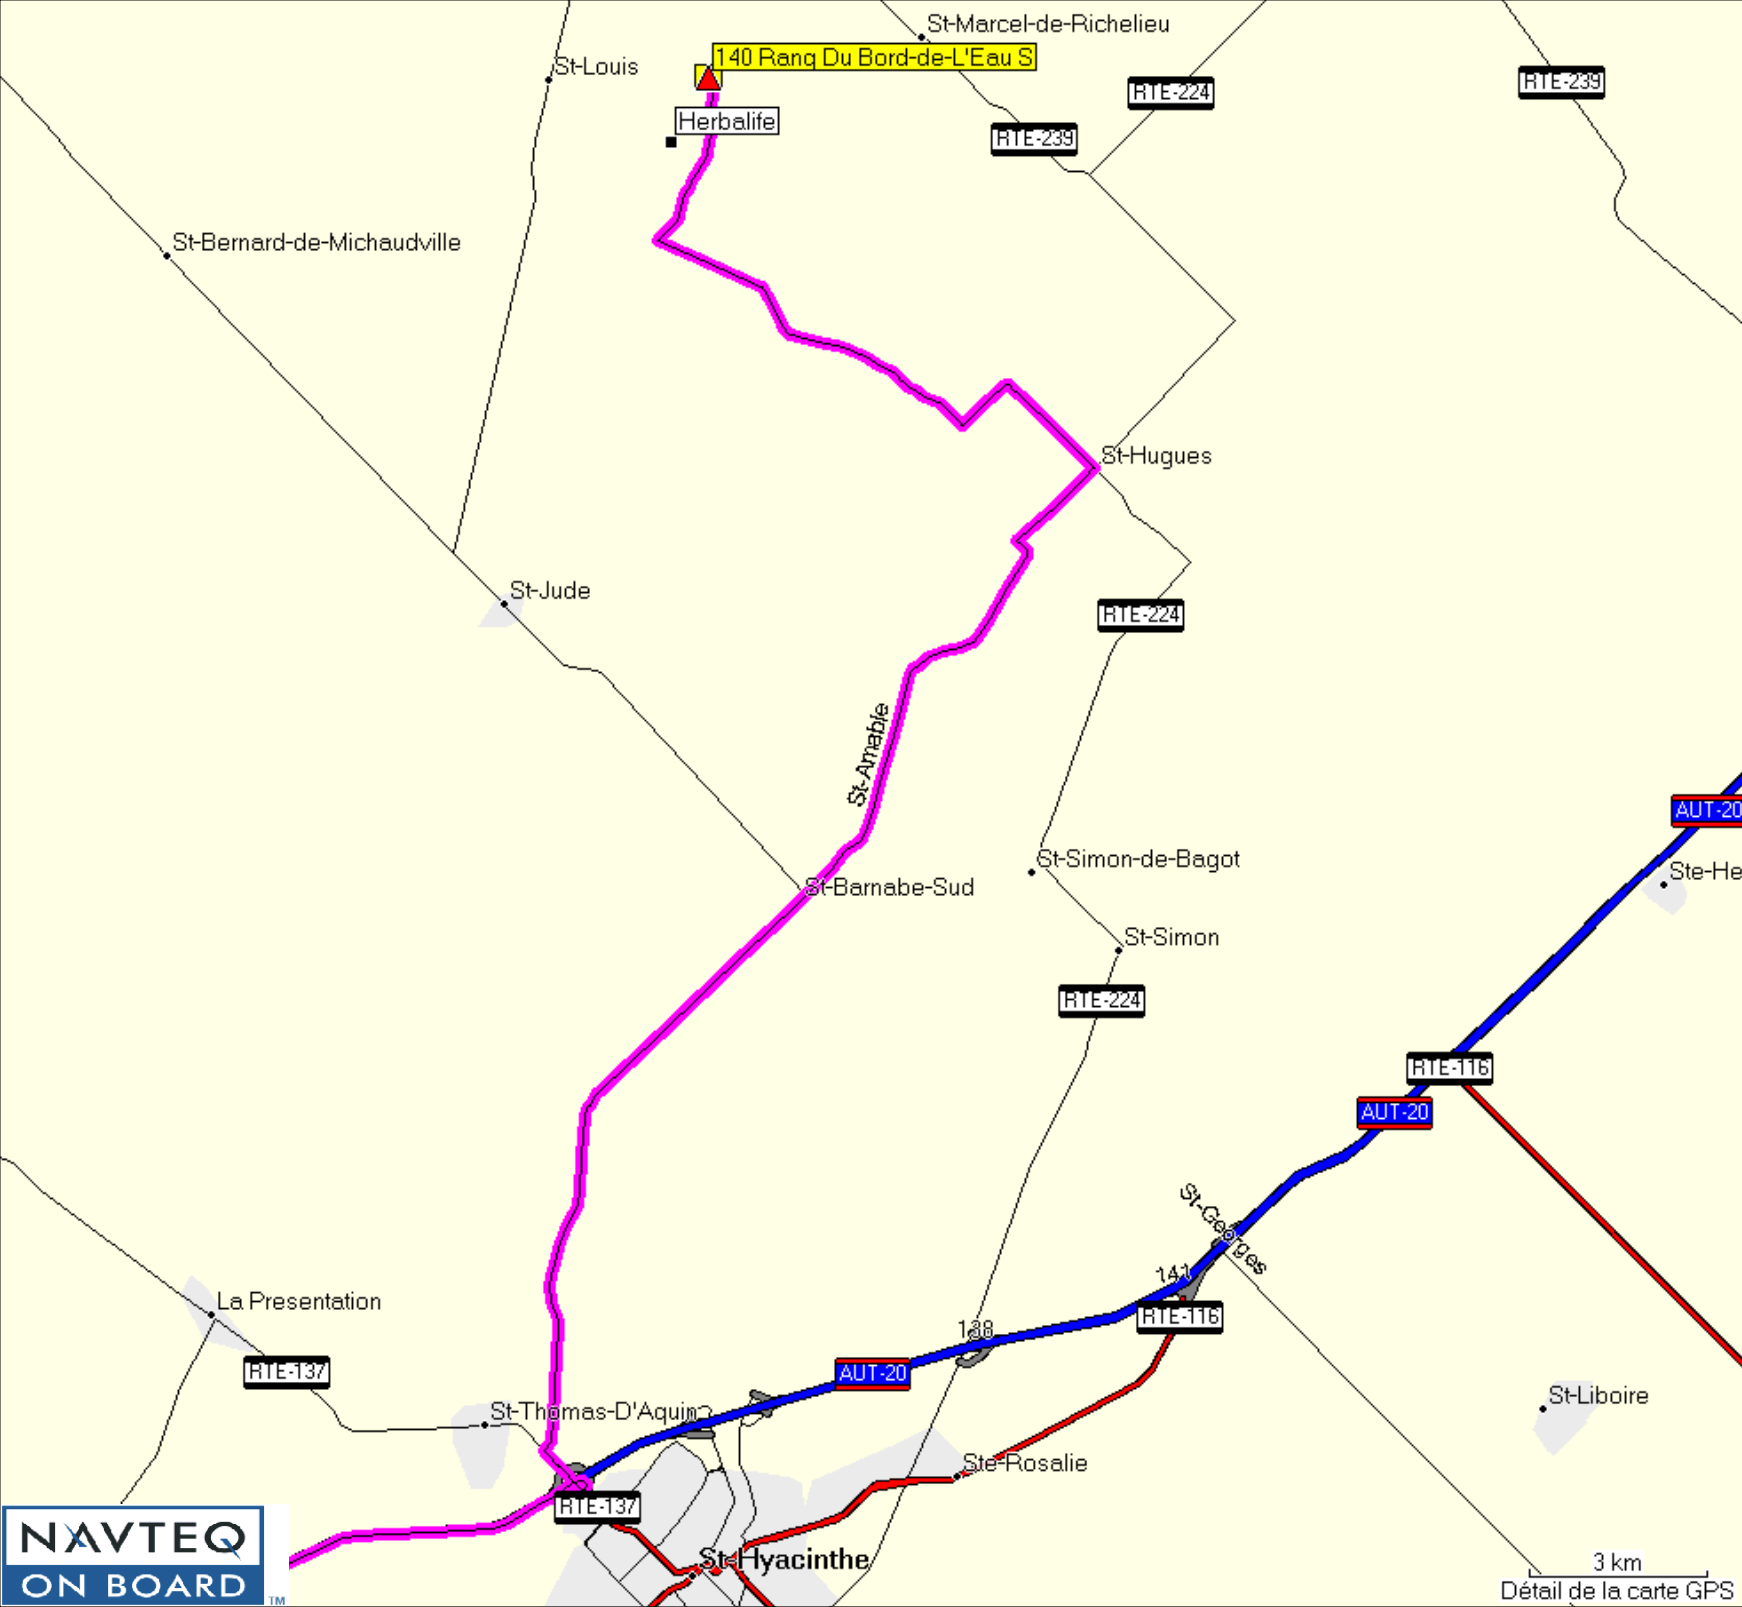 St-Marcel-de-Richelieu
140 Rang Du Bord-de-L'Eau S
St-Louis
RTE-239
RTE-224
Herbalife
RTE-239
St-Bernard-de-Michaudville
St-Hugues
St-Jude
RTE-224
St-Amable
AUT-20
St-Simon-de-Bagot
Ste-He
St-Barnabe-Sud
St-Simon
RTE-224
RTE-116
AUT-20
St-Georges
141
La Presentation
RTE-116
138
RTE-137
AUT-20
St-Liboire
St-Thomas-D'Aquin
Ste-Rosalie
RTE-137
NAVTEQ
ON BOARD
TM
St-Hyacinthe
3 km
Détail de la carte GPS